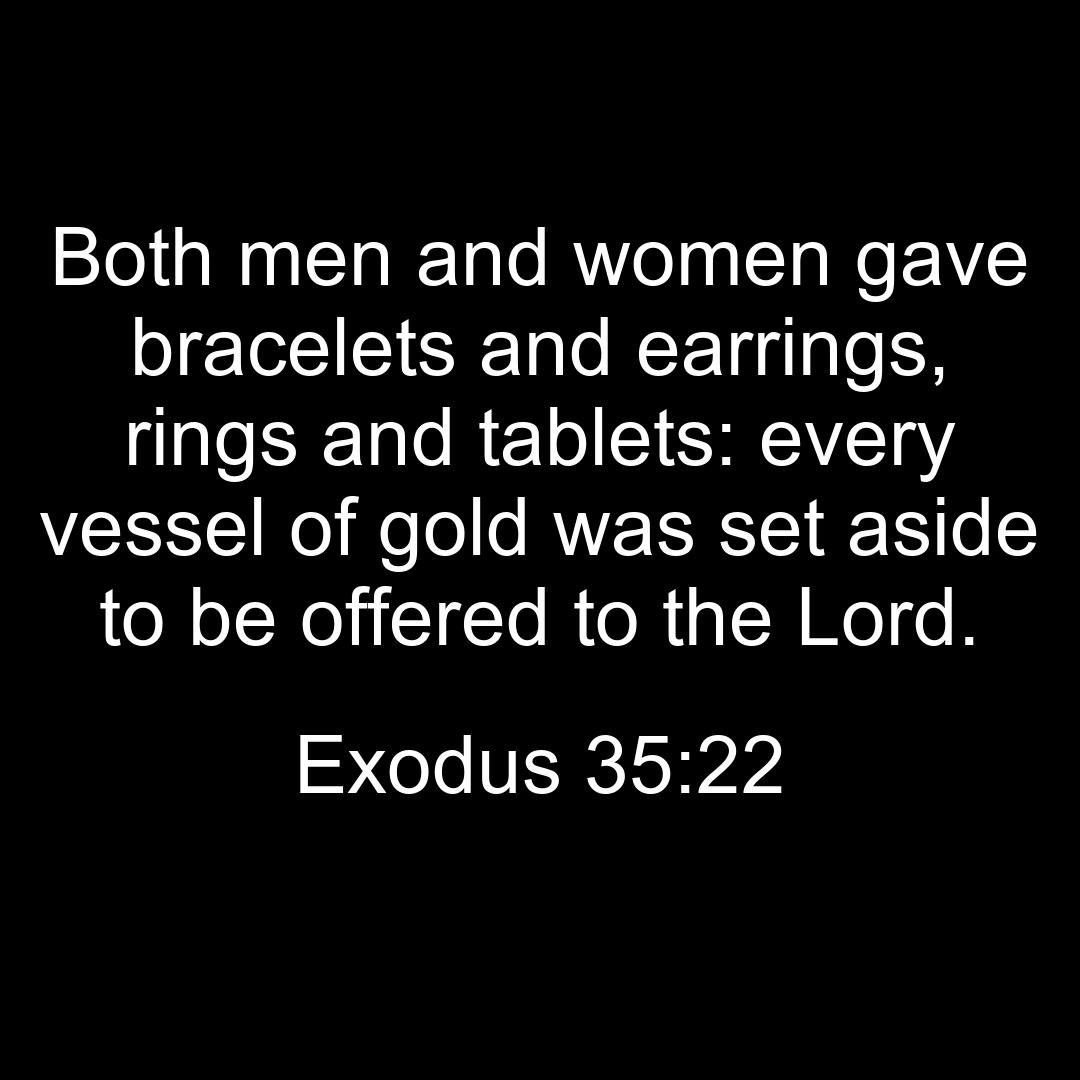 Both men and women gave
bracelets and earrings,
rings and tablets: every
vessel of gold was set aside
to be offered to the Lord.
Exodus 35:22